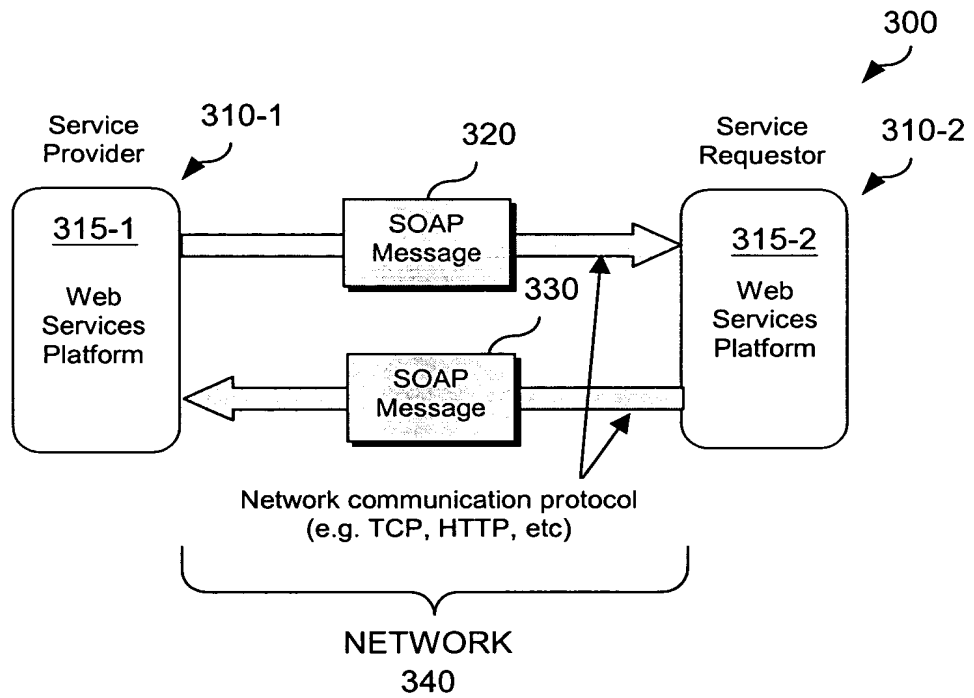 300
Service
Provider
310-1
320
Service
Requestor
310-2
315-1
Web
Services
Platform
SOAP
Message
315-2
Web
Services
Platform
330
SOAP
Message
Network communication protocol
(e.g. TCP, HTTP, etc)
NETWORK
340